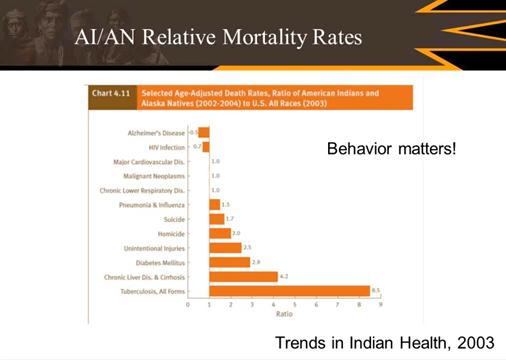 AI/AN Relative Mortality Rates
Chart 4.11
Selected Age-Adjusted Death Rates, Ratio of American Indians and
Alaska Natives (2002-2004) to U.S. All Races (2003)
Behavior matters!
Alzheimer's Disease 0.5
HIV Infection 0.7
Major Cardiovascular Dis. 1.0
Malignant Neoplasms 1.0
Chronic Lower Respiratory Dis. 1.0
Pneumonia & Influenza 1.5
Suicide 1.7
Homicide 2.0
Unintentional Injuries 2.5
Diabetes Mellitus 2.9
Chronic Liver Dis. & Cirrhosis 4.2
Tuberculosis, All Forms 8.5
0 1 2 3 4 5 6 7 8 9
Ratio
Trends in Indian Health, 2003